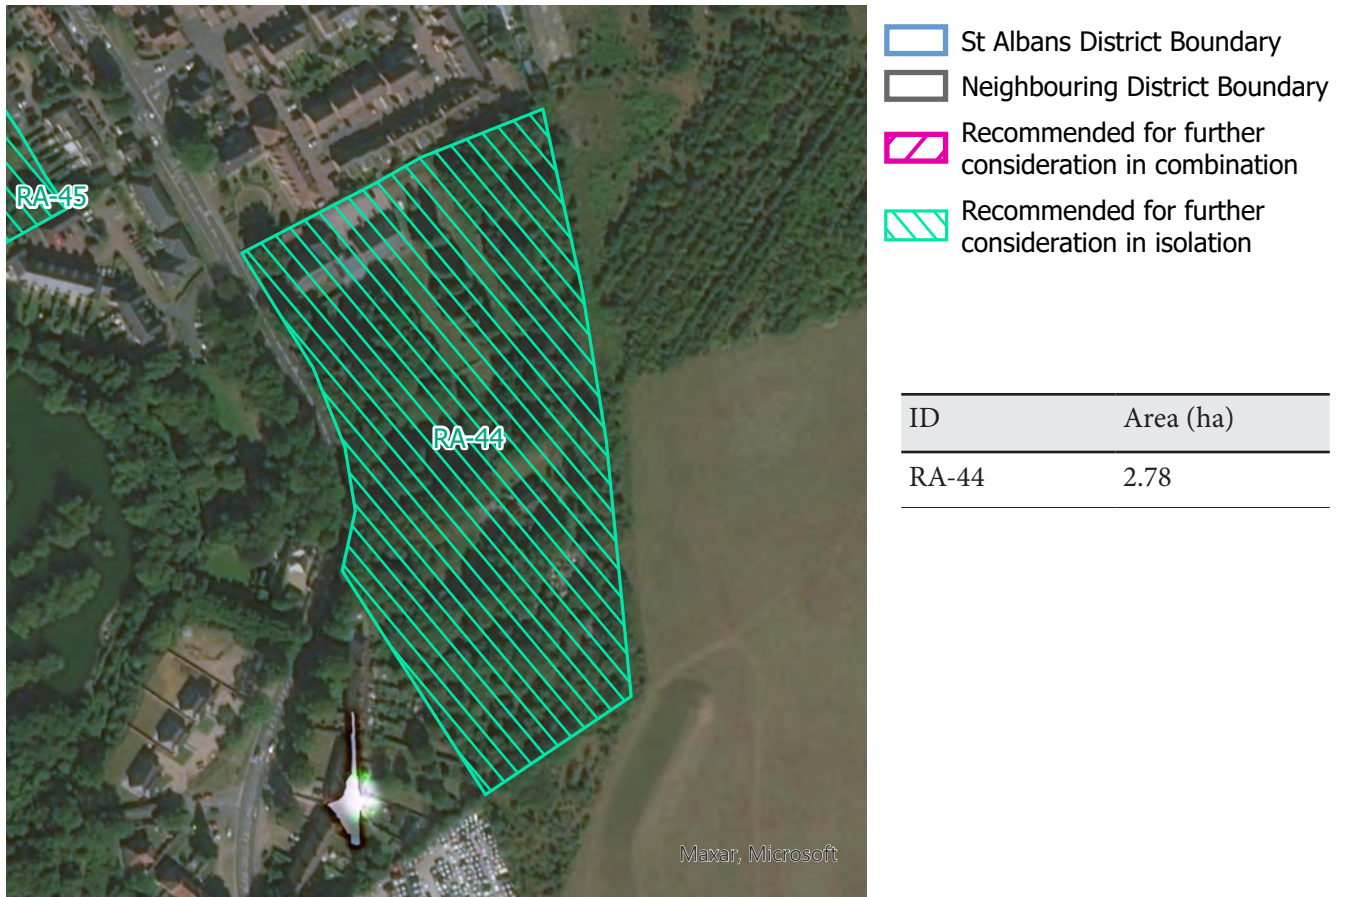 St Albans District Boundary
Neighbouring District Boundary
Recommended for further
consideration in combination
Recommended for further
consideration in isolation
RA-45
RA-44
Maxar, Microsoft
ID Area (ha)
RA-44 2.78